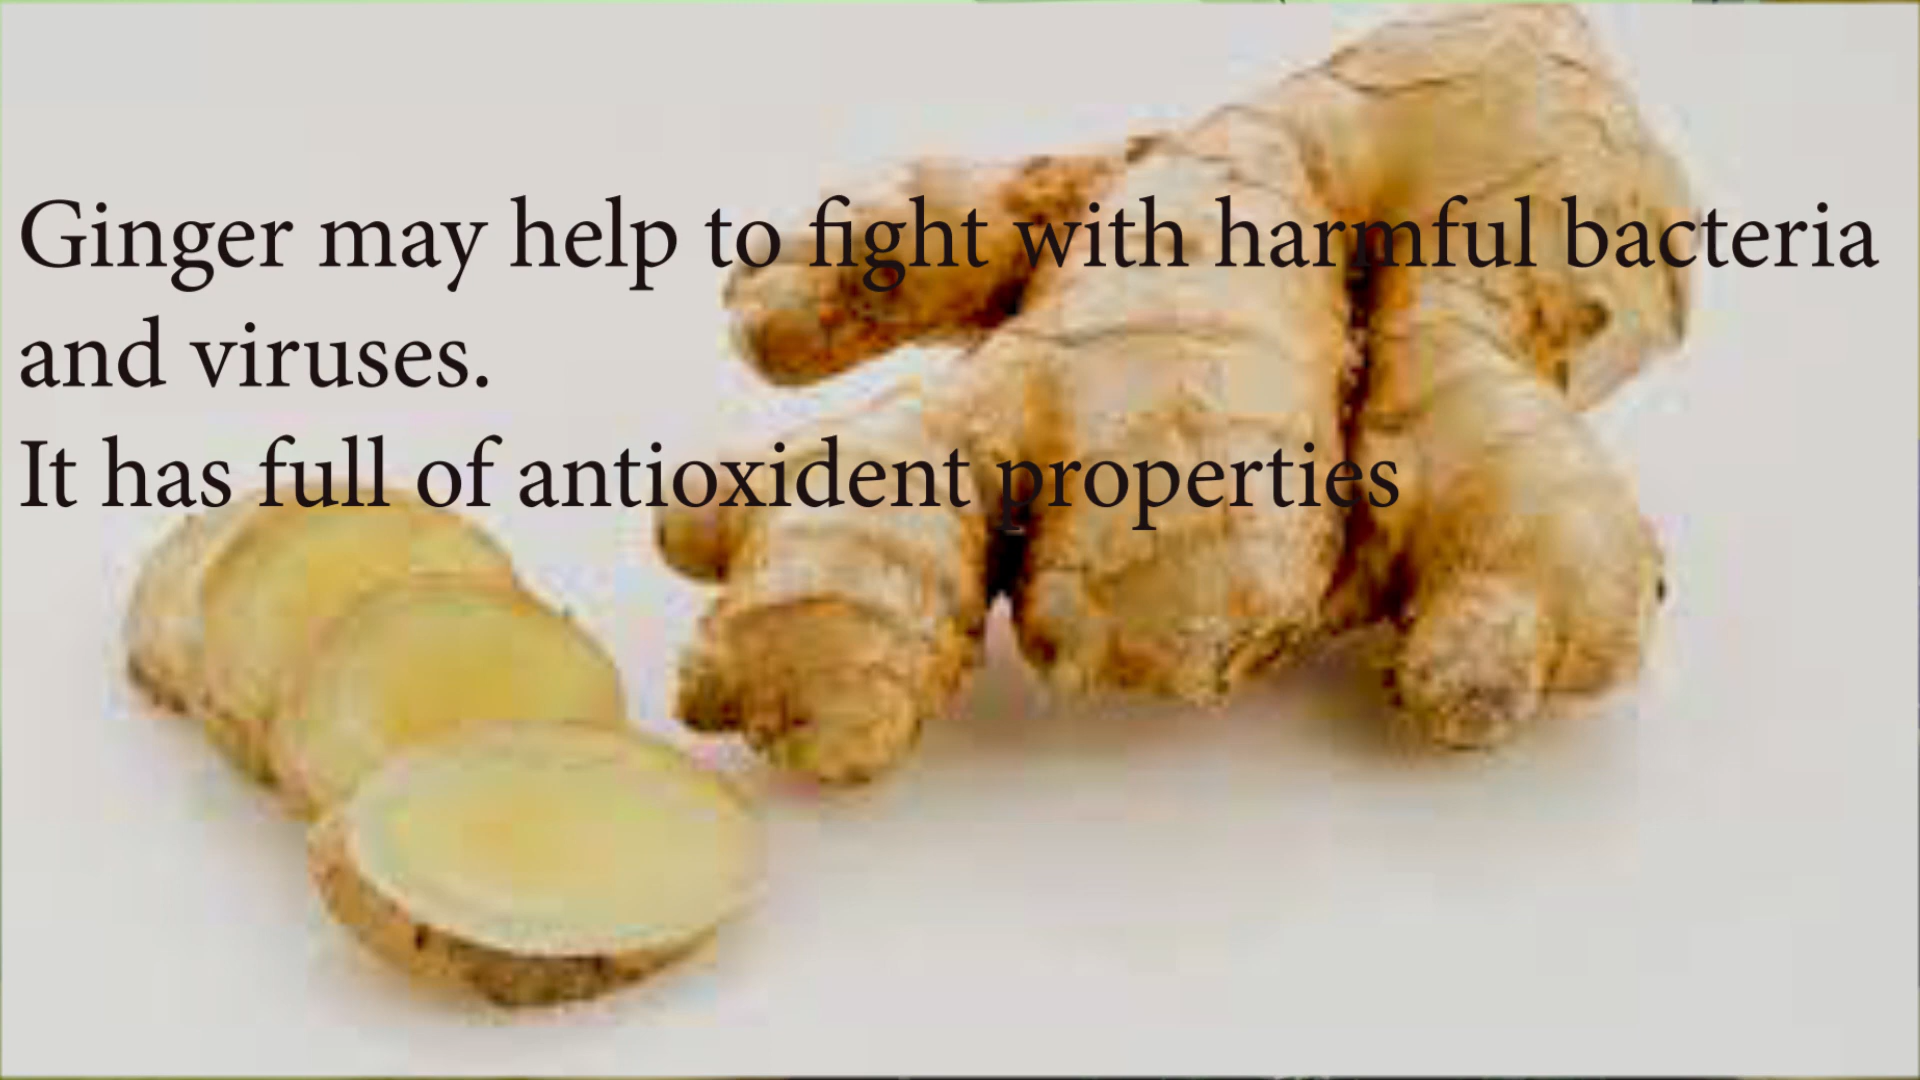 Ginger may help to fight with harmful bacteria
and viruses.
It has full of antioxident properties